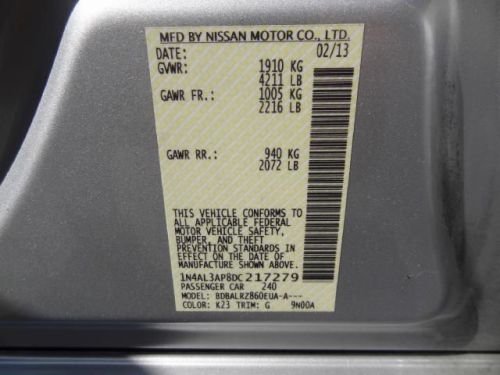 MFD BY NISSAN MOTOR CO., LTD.
DATE: 02/13
GVWR: 1910 KG
4211 LB
GAWR FR.: 1005 KG
2216 LB
GAWR RR.: 940 KG
2072 LB
THIS VEHICLE CONFORMS TO
ALL APPLICABLE FEDERAL
MOTOR VEHICLE SAFETY,
BUMPER, AND THEFT
PREVENTION STANDARDS IN
EFFECT ON THE DATE OF
MANUFACTURE SHOWN ABOVE.
1N4AL3AP8DC217279
PASSENGER CAR 240
MODEL: BDBALRZ860EUA-A---
COLOR: K23 TRIM: G 9N00A